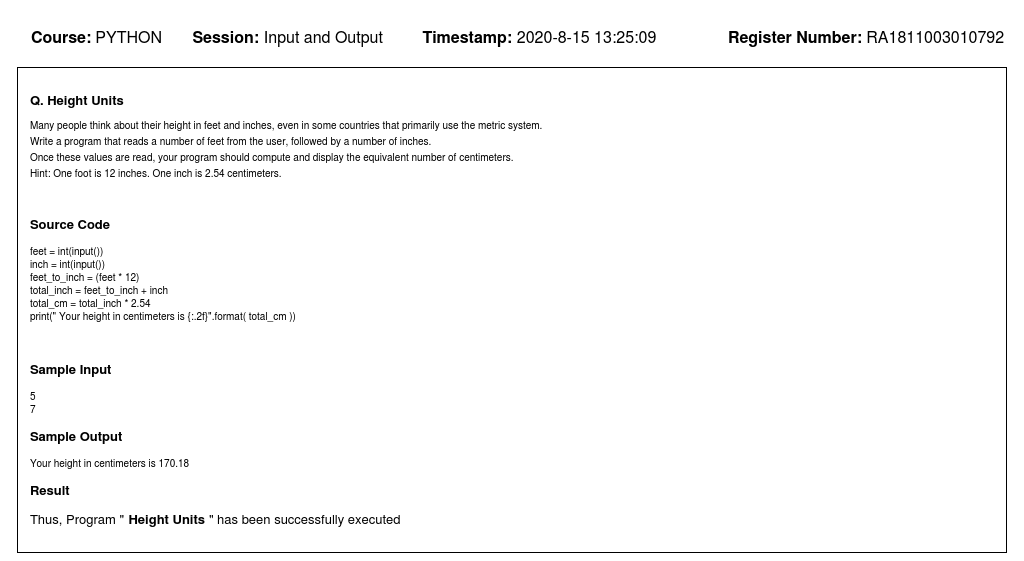 Course: PYTHON Session: Input and Output Timestamp: 2020-8-15 13:25:09 Register Number: RA1811003010792
Q. Height Units
Many people think about their height in feet and inches, even in some countries that primarily use the metric system.
Write a program that reads a number of feet from the user, followed by a number of inches.
Once these values are read, your program should compute and display the equivalent number of centimeters.
Hint: One foot is 12 inches. One inch is 2.54 centimeters.
Source Code
feet = int(input())
inch = int(input())
feet_to_inch = (feet * 12)
total_inch = feet_to_inch + inch
total_cm = total_inch * 2.54
print(" Your height in centimeters is {:.2f}".format( total_cm ))
Sample Input
5
7
Sample Output
Your height in centimeters is 170.18
Result
Thus, Program " Height Units " has been successfully executed